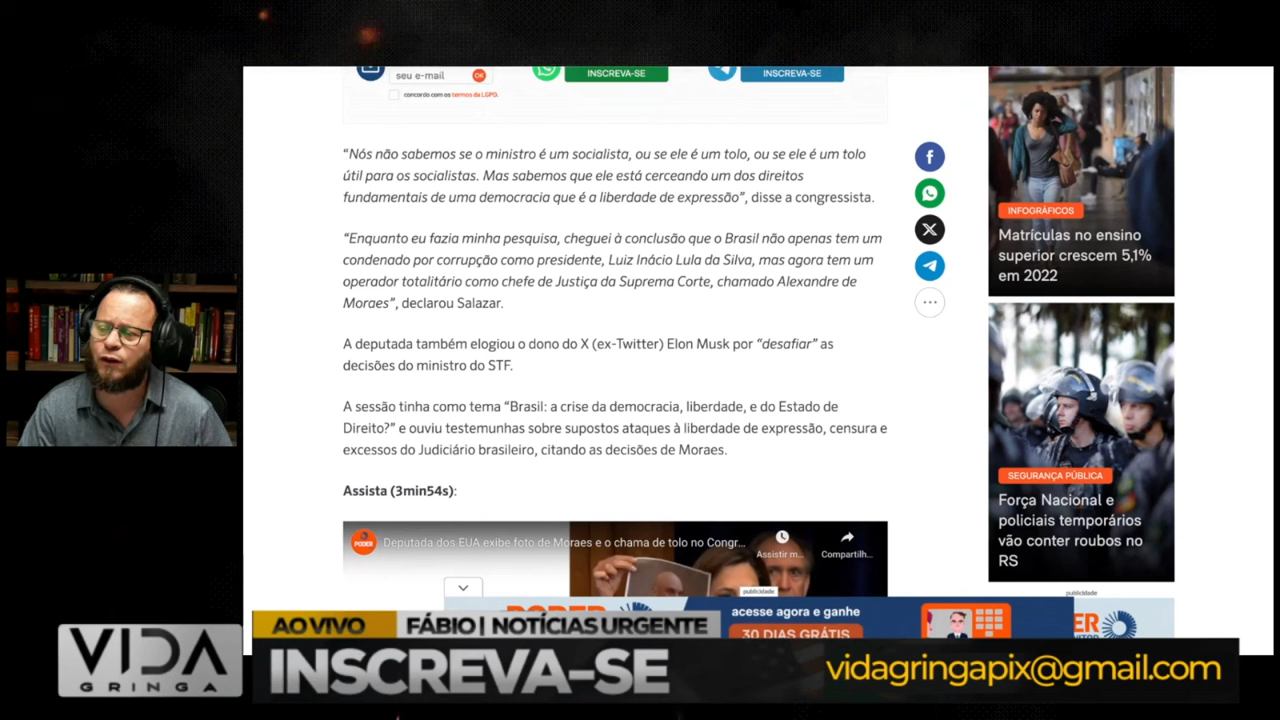 seu e-mail
OK
INSCREVA-SE
INSCREVA-SE
concordo com os termos da LGPD.
“Nós não sabemos se o ministro é um socialista, ou se ele é um tolo, ou se ele é um tolo
útil para os socialistas. Mas sabemos que ele está cerceando um dos direitos
fundamentais de uma democracia que é a liberdade de expressão”, disse a congressista.
“Enquanto eu fazia minha pesquisa, cheguei à conclusão que o Brasil não apenas tem um
condenado por corrupção como presidente, Luiz Inácio Lula da Silva, mas agora tem um
operador totalitário como chefe de Justiça da Suprema Corte, chamado Alexandre de
Moraes”, declarou Salazar.
A deputada também elogiou o dono do X (ex-Twitter) Elon Musk por “desafiar” as
decisões do ministro do STF.
A sessão tinha como tema “Brasil: a crise da democracia, liberdade, e do Estado de
Direito?” e ouviu testemunhas sobre supostos ataques à liberdade de expressão, censura e
excessos do Judiciário brasileiro, citando as decisões de Moraes.
Assista (3min54s):
PODER
Deputada dos EUA exibe foto de Moraes e o chama de tolo no Congr...
Assistir m...
Compartilh...
INFOGRÁFICOS
Matrículas no ensino
superior crescem 5,1%
em 2022
SEGURANÇA PÚBLICA
Força Nacional e
policiais temporários
vão conter roubos no
RS
publicidade
publicidade
PODER
acesse agora e ganhe
30 DIAS GRÁTIS
ER
AO VIVO
FÁBIO | NOTÍCIAS URGENTE
VIDA
GRINGA
INSCREVA-SE
vidagringapix@gmail.com